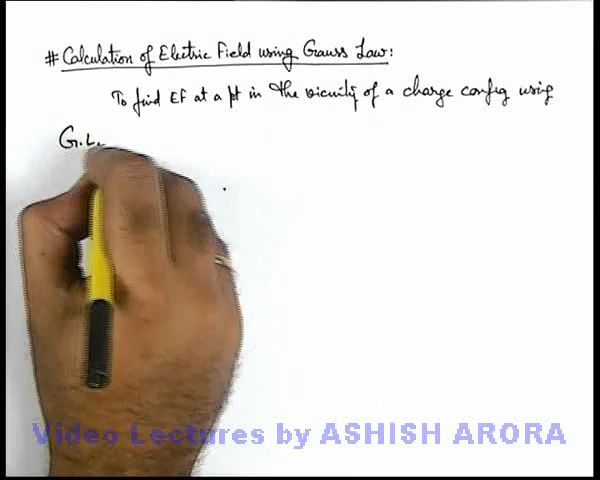 # Calculation of Electric Field using Gauss Law:
To find EF at a pt in the vicinity of a charge config using
G.L.
Video Lectures by ASHISH ARORA